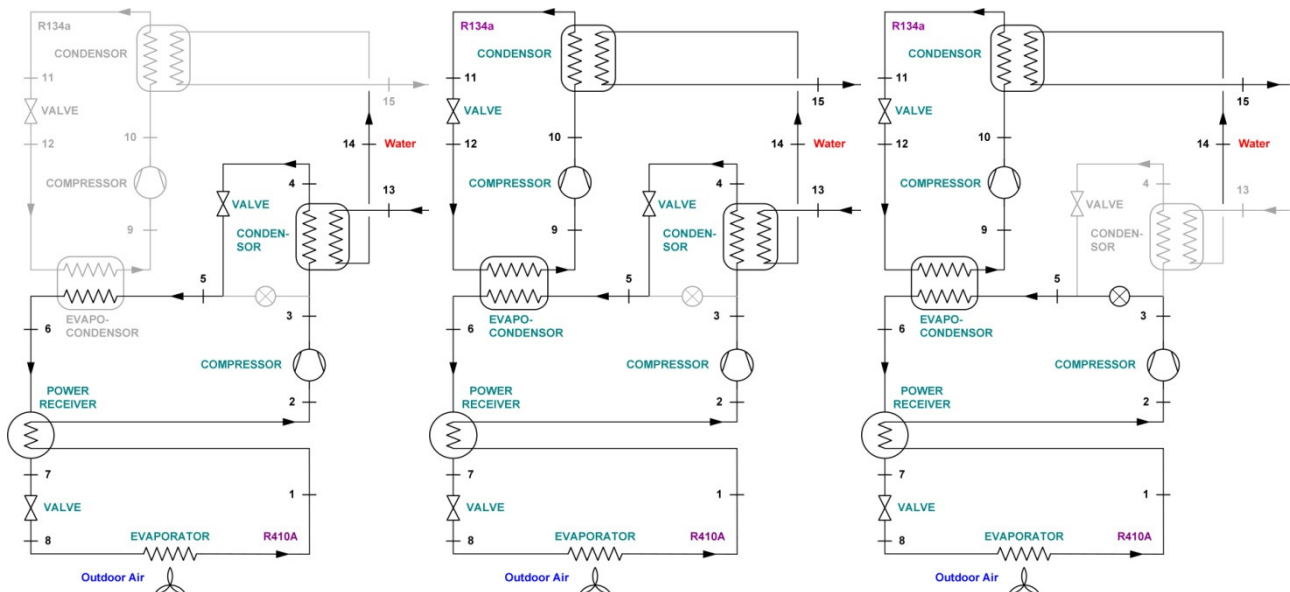 R134a
CONDENSOR
11
15
VALVE
10
12
14 Water
COMPRESSOR
4
13
VALVE
CONDEN-
SOR
9
5
EVAPO-
CONDENSOR
3
6
COMPRESSOR
POWER
RECEIVER
2
7
1
VALVE
8
EVAPORATOR
R410A
Outdoor Air
R134a
CONDENSOR
11
15
VALVE
10
12
14 Water
COMPRESSOR
4
13
VALVE
CONDEN-
SOR
9
5
EVAPO-
CONDENSOR
3
6
COMPRESSOR
POWER
RECEIVER
2
7
1
VALVE
8
EVAPORATOR
R410A
Outdoor Air
R134a
CONDENSOR
11
15
VALVE
10
12
14 Water
COMPRESSOR
4
13
VALVE
CONDEN-
SOR
9
5
EVAPO-
CONDENSOR
3
6
COMPRESSOR
POWER
RECEIVER
2
7
1
VALVE
8
EVAPORATOR
R410A
Outdoor Air